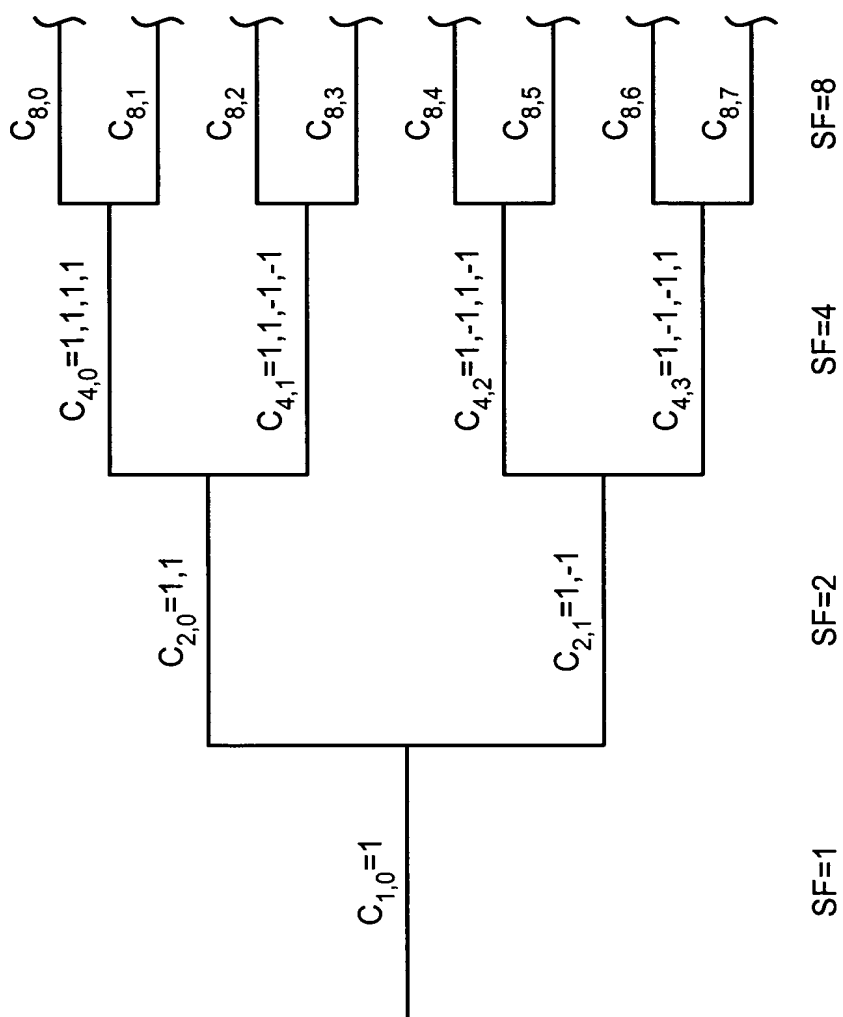 C1,0=1
C2,0=1,1
C2,1=1,-1
C4,0=1,1,1,1
C4,1=1,1,-1,-1
C4,2=1,-1,1,-1
C4,3=1,-1,-1,1
C8,0
C8,1
C8,2
C8,3
C8,4
C8,5
C8,6
C8,7
SF=1
SF=2
SF=4
SF=8